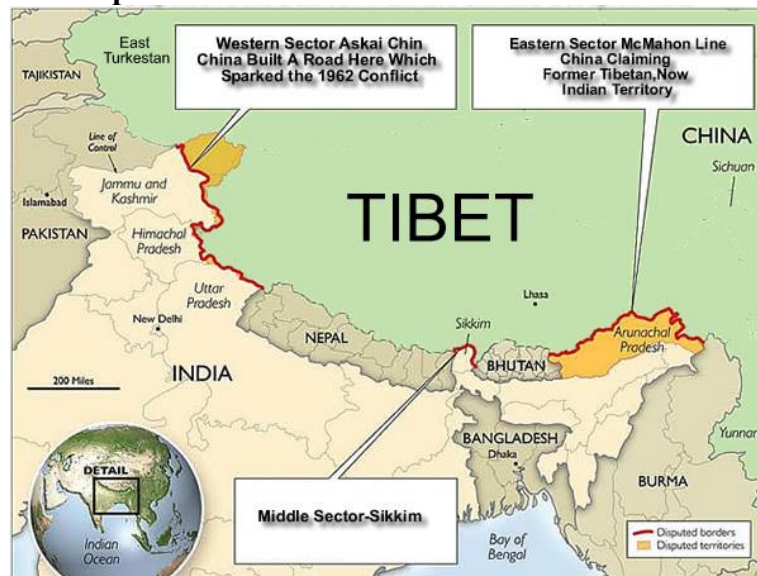 East
Turkestan
Western Sector Askai Chin
China Built A Road Here Which
Sparked the 1962 Conflict
Eastern Sector McMahon Line
China Claiming
Former Tibetan,Now
Indian Territory
TAJIKISTAN
Line of
Control
CHINA
Sichuan
Jammu and
Kashmir
Islamabad
TIBET
PAKISTAN
Himachal
Pradesh
Uttar
Pradesh
Lhasa
New Delhi
NEPAL
Sikkim
Arunachal
Pradesh
BHUTAN
200 Miles
INDIA
BANGLADESH
Dhaka
Yunnan
BURMA
DETAIL
Indian
Ocean
Middle Sector-Sikkim
Bay of
Bengal
Disputed borders
Disputed territories